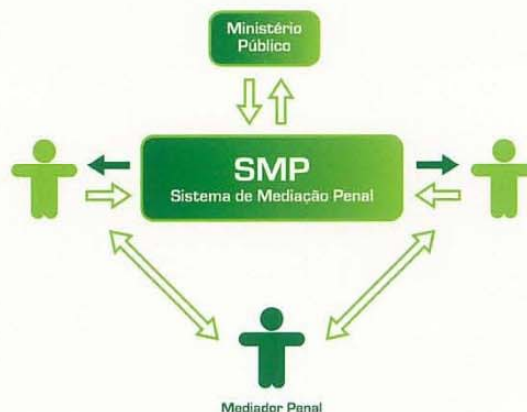 Ministério
Público
SMP
Sistema de Mediação Penal
Mediador Penal